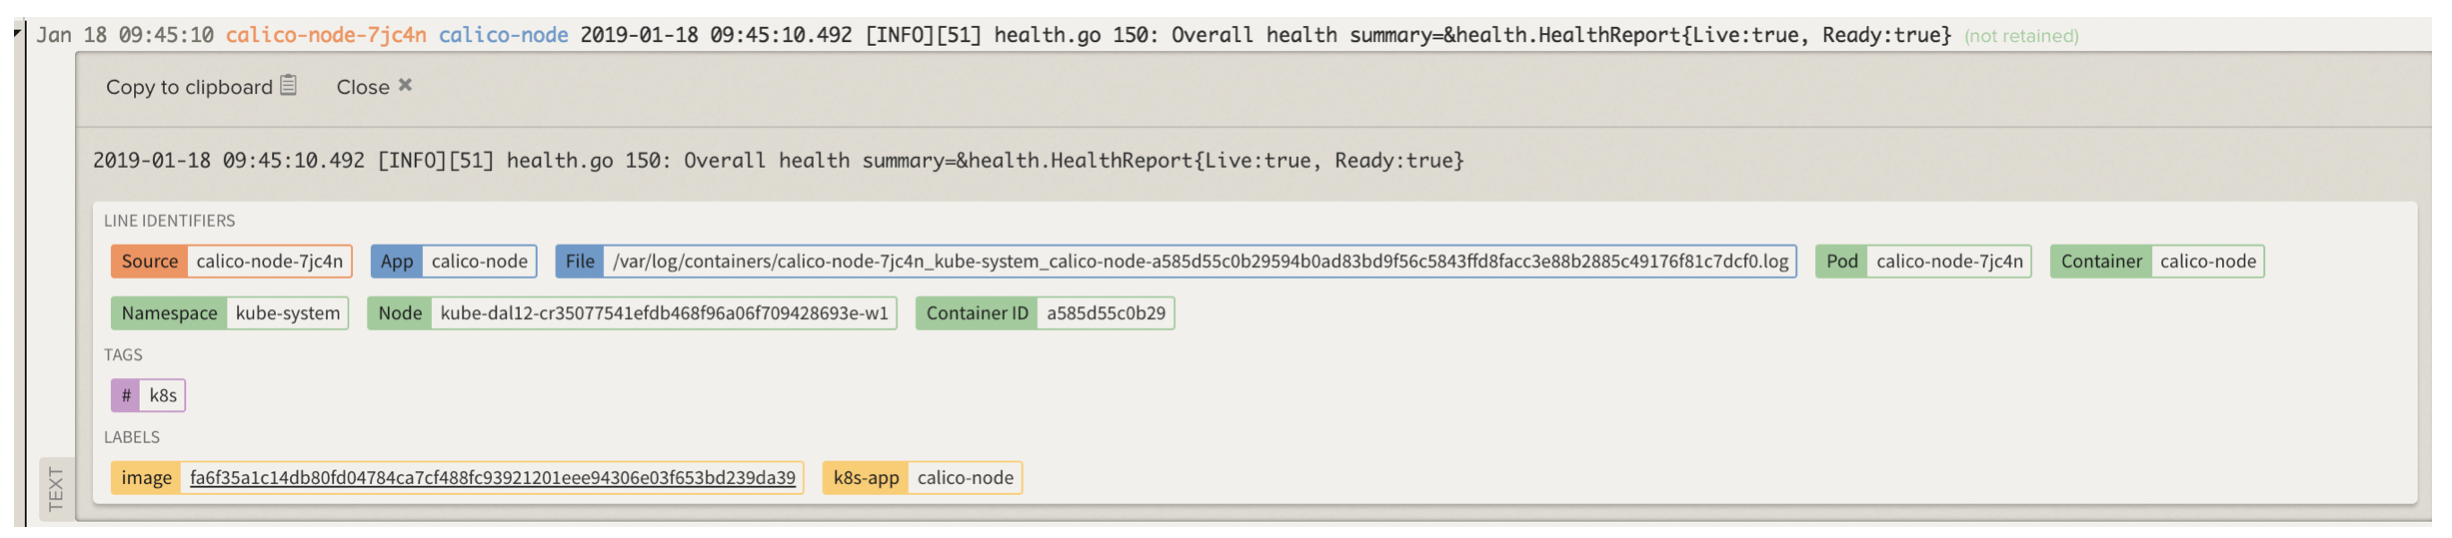 Jan 18 09:45:10 calico-node-7jc4n calico-node 2019-01-18 09:45:10.492 [INFO][51] health.go 150: Overall health summary=&health.HealthReport{Live:true, Ready:true} (not retained)
Copy to clipboard Close
2019-01-18 09:45:10.492 [INFO][51] health.go 150: Overall health summary=&health.HealthReport{Live:true, Ready:true}
LINE IDENTIFIERS
Source calico-node-7jc4n App calico-node File /var/log/containers/calico-node-7jc4n_kube-system_calico-node-a585d55c0b29594b0ad83bd9f56c5843ffd8facc3e88b2885c49176f81c7dcf0.log Pod calico-node-7jc4n Container calico-node
Namespace kube-system Node kube-dal12-cr35077541efdb468f96a06f709428693e-w1 Container ID a585d55c0b29
TAGS
# k8s
LABELS
image fa6f35a1c14db80fd04784ca7cf488fc93921201eee94306e03f653bd239da39 k8s-app calico-node
TEXT